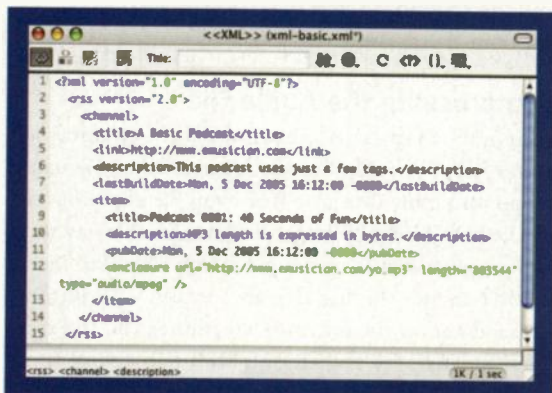 <<XML>> (xml-basic.xml*)
Title:
1 <?xml version="1.0" encoding="UTF-8"?>
2 <rss version="2.0">
3 <channel>
4 <title>A Basic Podcast</title>
5 <link>http://www.emusician.com</link>
6 <description>This podcast uses just a few tags.</description>
7 <lastBuildDate>Mon, 5 Dec 2005 16:12:00 -0800</lastBuildDate>
8 <item>
9 <title>Podcast 0001: 40 Seconds of Fun</title>
10 <description>MP3 length is expressed in bytes.</description>
11 <pubDate>Mon, 5 Dec 2005 16:12:00 -0800</pubDate>
12 <enclosure url="http://www.emusician.com/yo.mp3" length="803544"
type="audio/mpeg" />
13 </item>
14 </channel>
15 </rss>
<rss> <channel> <description>
1K / 1 sec